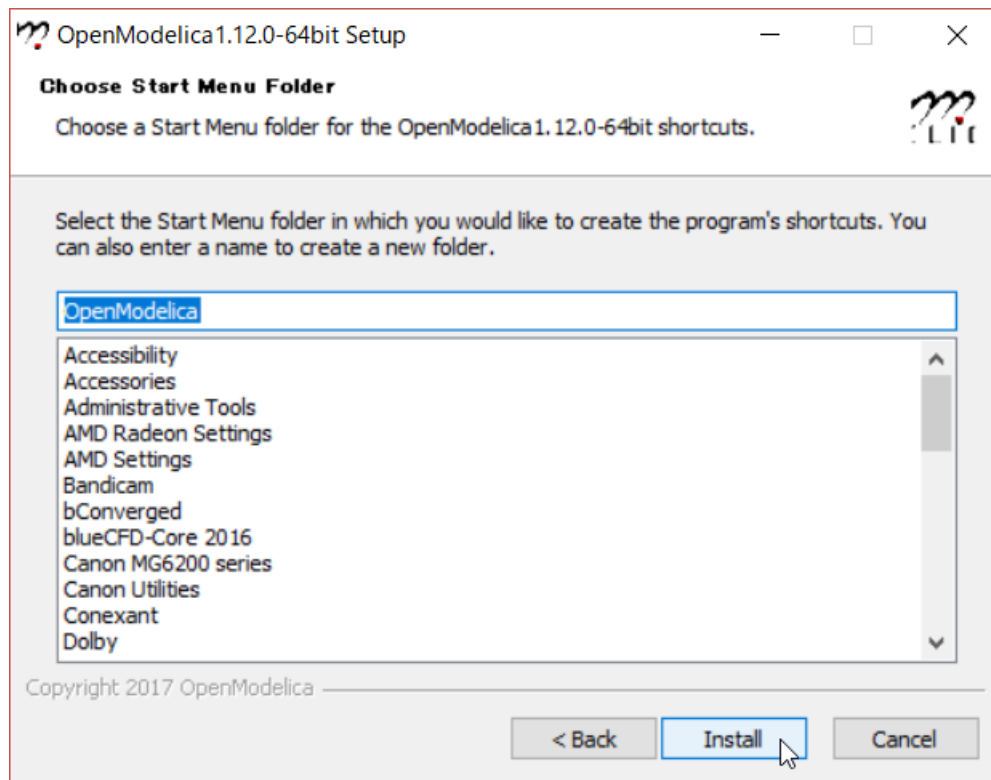 OpenModelica1.12.0-64bit Setup
Choose Start Menu Folder
Choose a Start Menu folder for the OpenModelica1.12.0-64bit shortcuts.
Select the Start Menu folder in which you would like to create the program's shortcuts. You
can also enter a name to create a new folder.
OpenModelica
Accessibility
Accessories
Administrative Tools
AMD Radeon Settings
AMD Settings
Bandicam
bConverged
blueCFD-Core 2016
Canon MG6200 series
Canon Utilities
Conexant
Dolby
Copyright 2017 OpenModelica
< Back
Install
Cancel